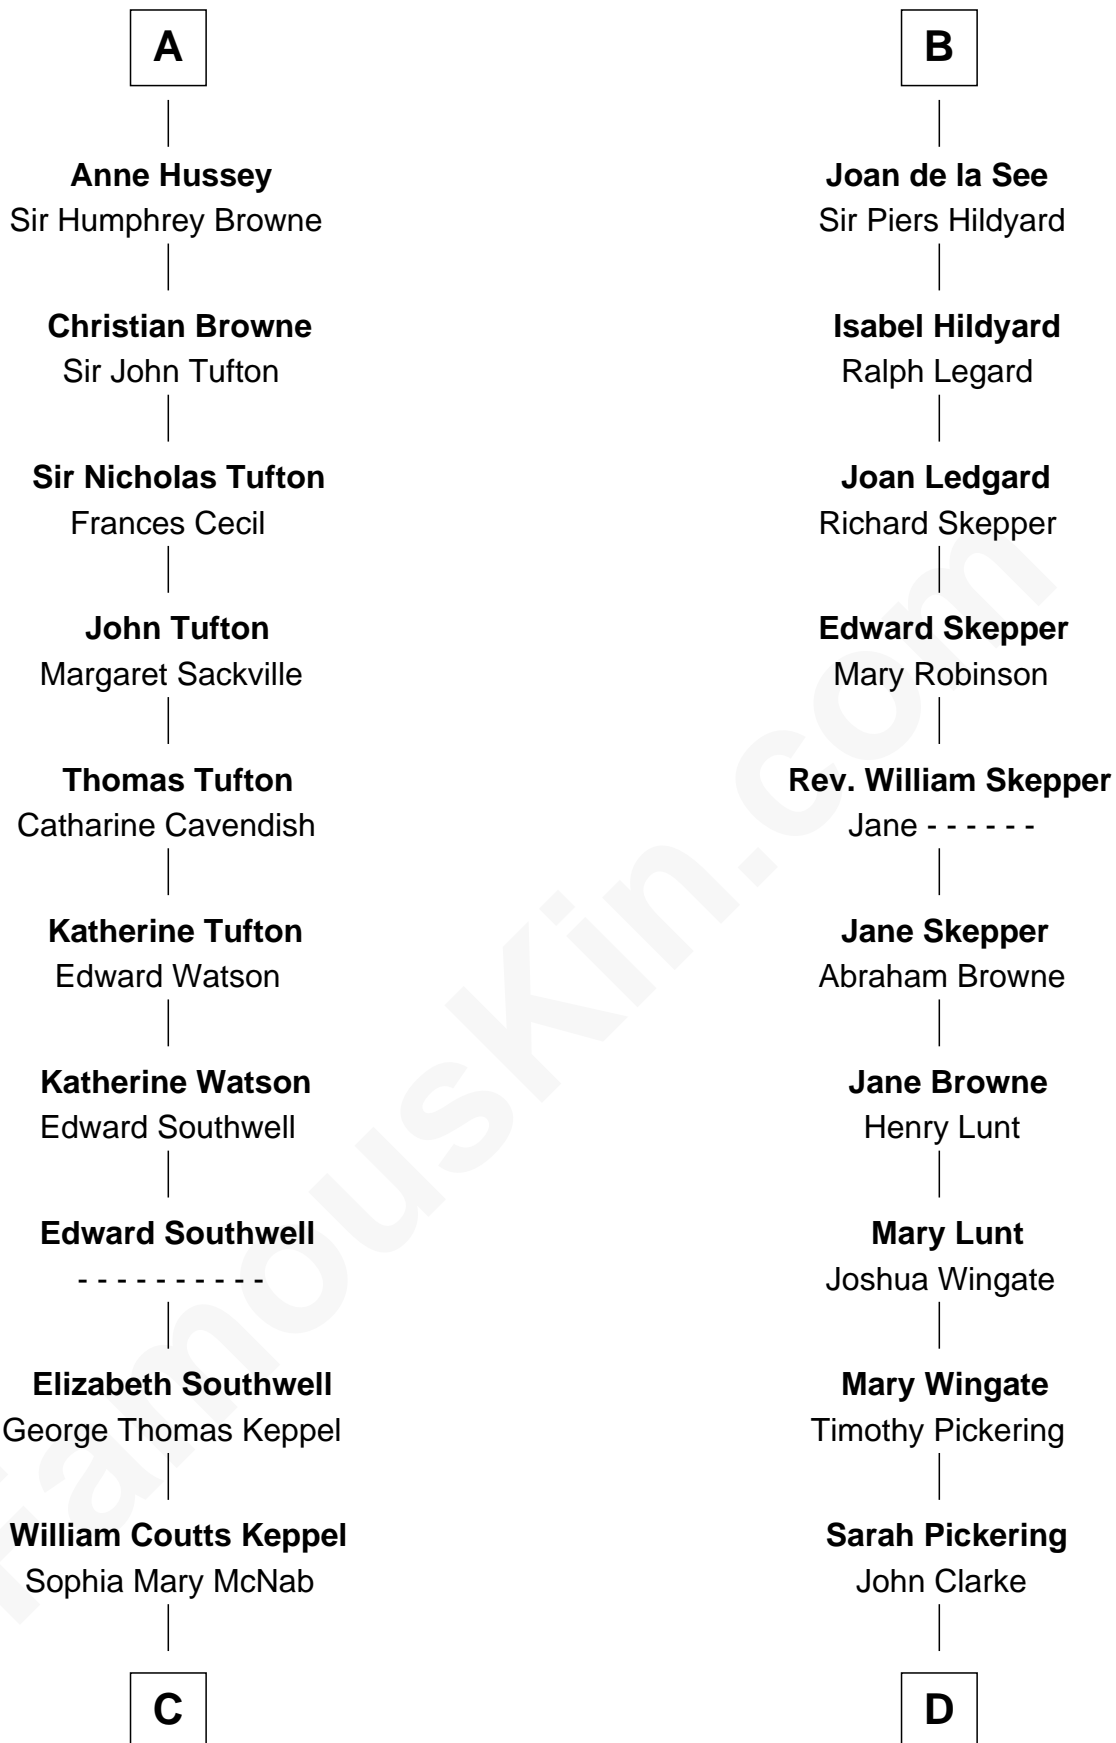 A
Anne Hussey
Sir Humphrey Browne
Christian Browne
Sir John Tufton
Sir Nicholas Tufton
Frances Cecil
John Tufton
Margaret Sackville
Thomas Tufton
Catharine Cavendish
Katherine Tufton
Edward Watson
Katherine Watson
Edward Southwell
Edward Southwell
- - - - - - - - - -
Elizabeth Southwell
George Thomas Keppel
William Coutts Keppel
Sophia Mary McNab
C
B
Joan de la See
Sir Piers Hildyard
Isabel Hildyard
Ralph Legard
Joan Ledgard
Richard Skepper
Edward Skepper
Mary Robinson
Rev. William Skepper
Jane - - - - - -
Jane Skepper
Abraham Browne
Jane Browne
Henry Lunt
Mary Lunt
Joshua Wingate
Mary Wingate
Timothy Pickering
Sarah Pickering
John Clarke
D
FamousKin.com